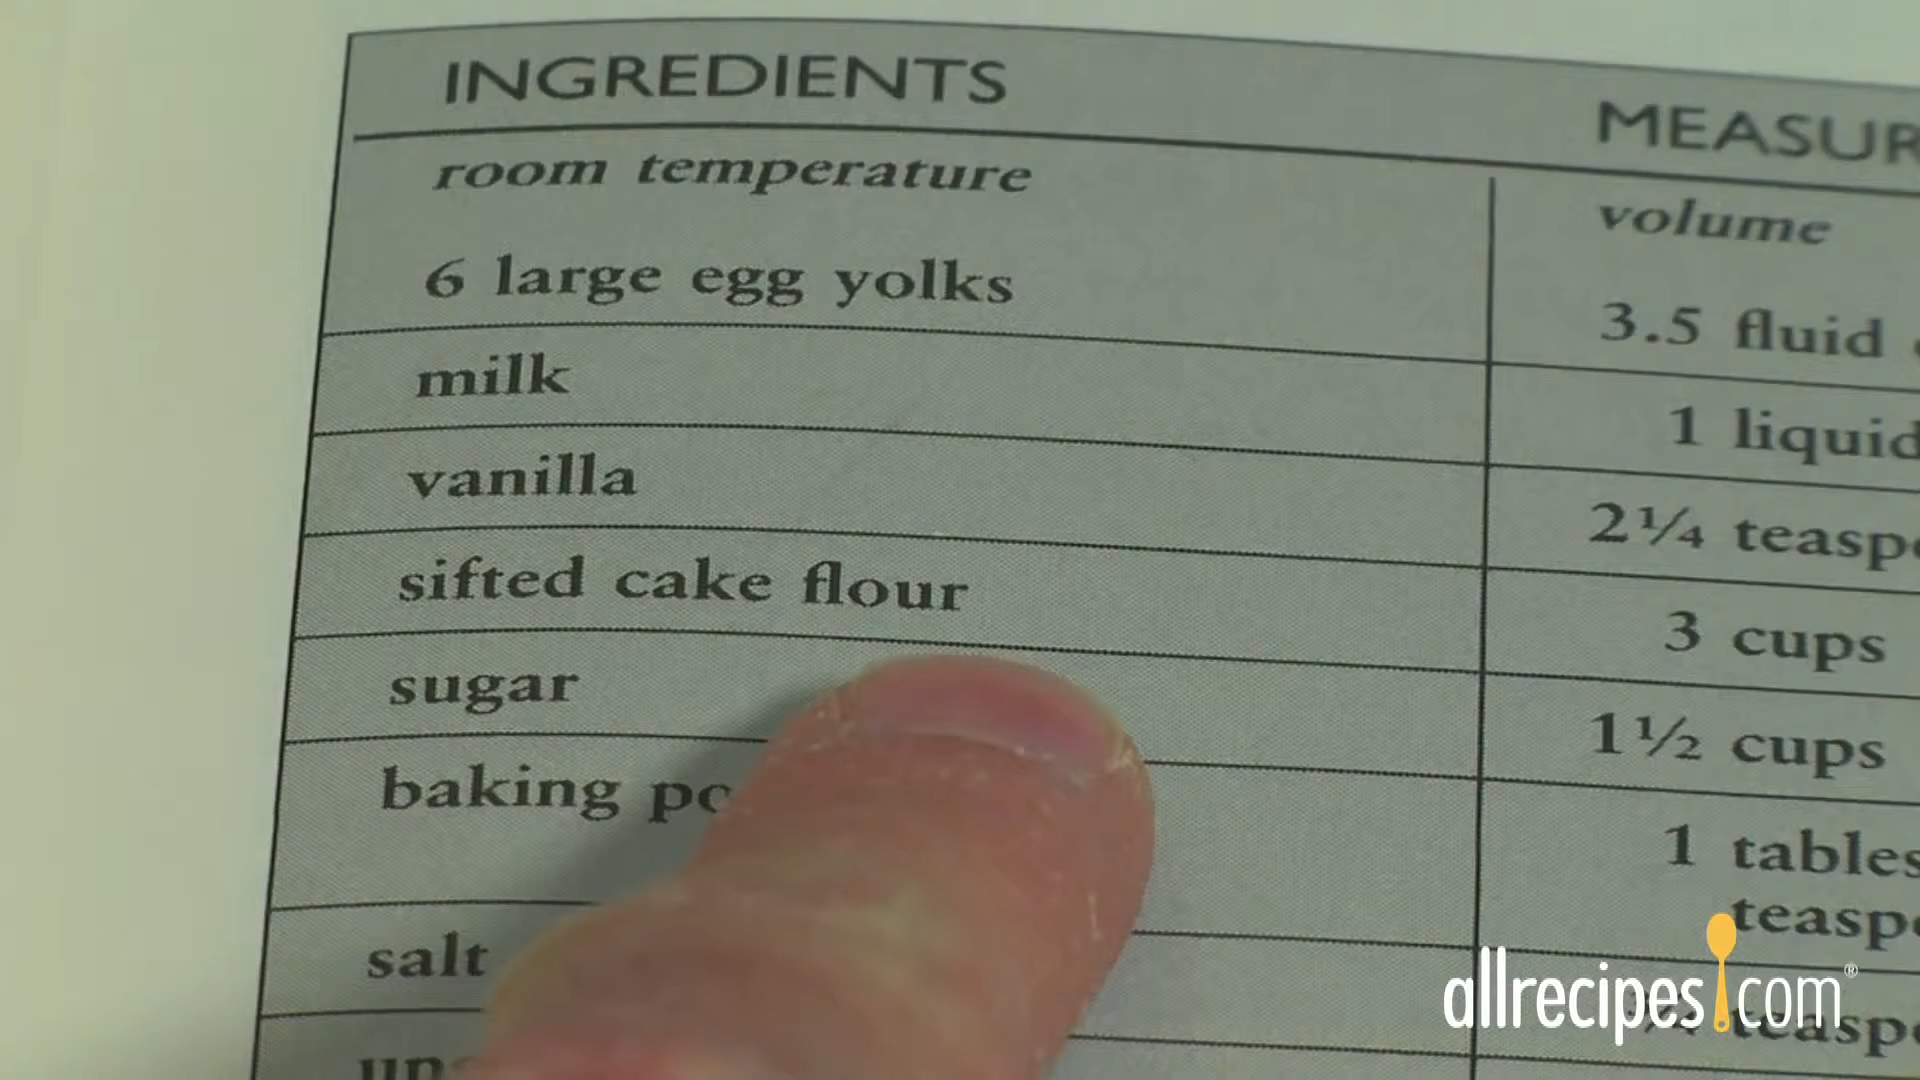 INGREDIENTS
room temperature
6 large egg yolks
milk
vanilla
sifted cake flour
sugar
baking
salt
MEASUR
volume
3.5 fluid
1 liquid
2¼ teasp
3 cups
1½ cups
1 tables
teasp
teasp
allrecipes.com®